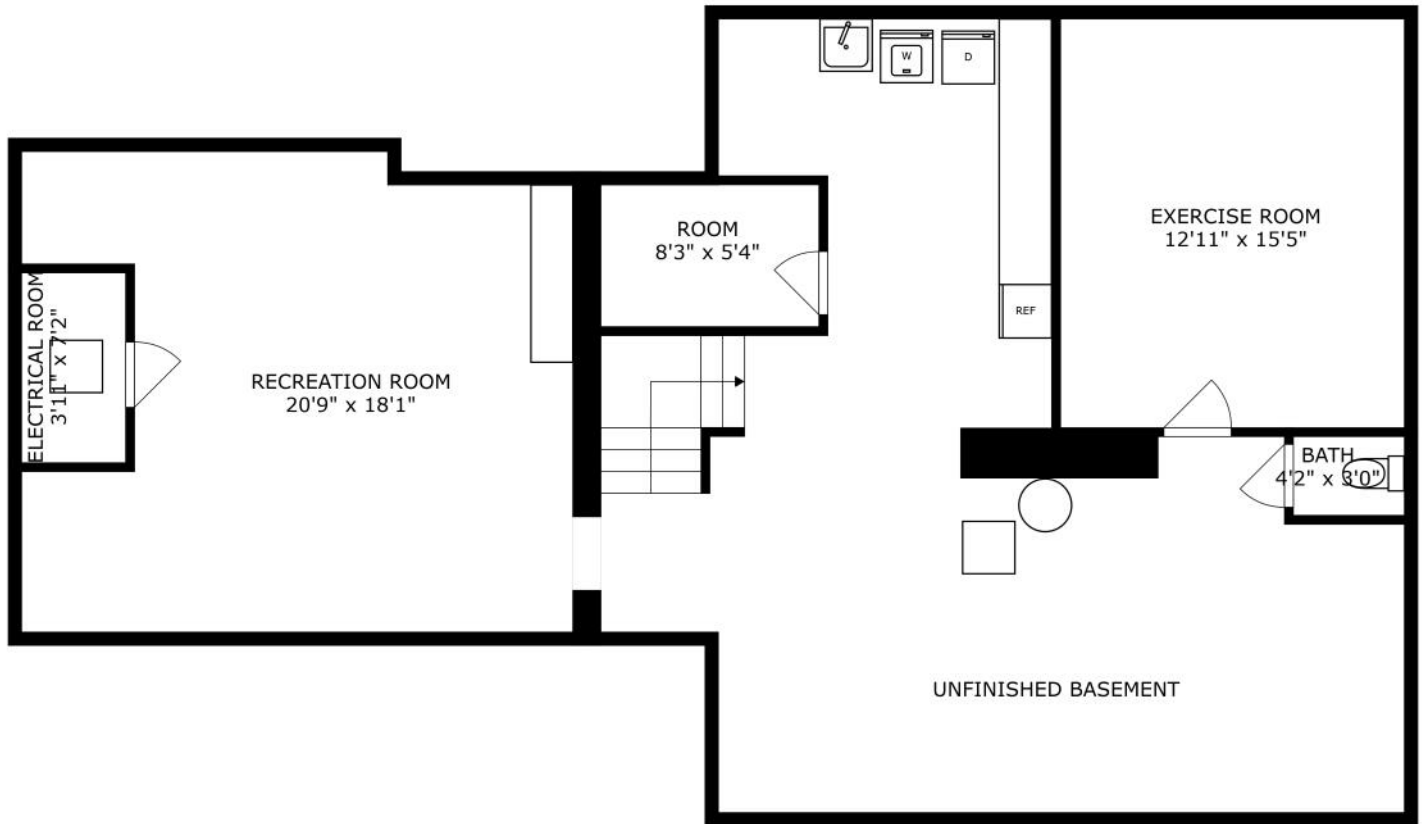 W
D
ROOM
8'3" x 5'4"
EXERCISE ROOM
12'11" x 15'5"
REF
ELECTRICAL ROOM
3'11" x 7'2"
RECREATION ROOM
20'9" x 18'1"
BATH
4'2" x 3'0"
UNFINISHED BASEMENT